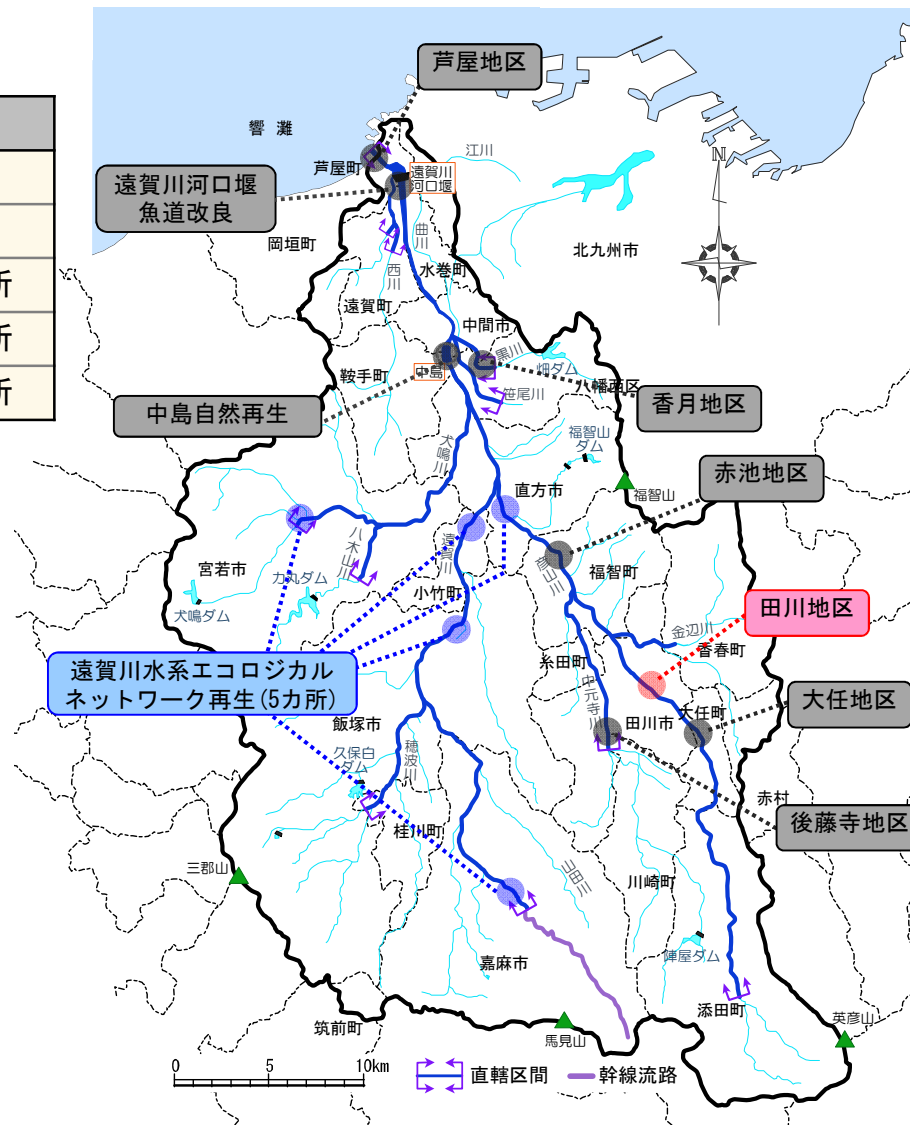 芦屋地区
響 灘
江川
芦屋町
遠賀川
河口堰
遠賀川河口堰
魚道改良
岡垣町
曲川
西川
水巻町
北九州市
N
遠賀町
中間市
黒川
畑ダム
八幡西区
中島
鞍手町
笹尾川
香月地区
中島自然再生
犬鳴川
福智山
ダム
赤池地区
福智山
直方市
宮若市
八木山川
遠賀川
彦山川
福智町
力丸ダム
小竹町
犬鳴ダム
田川地区
金辺川
香春町
遠賀川水系エコロジカル
ネットワーク再生(5カ所)
糸田町
中元寺川
大任地区
飯塚市
田川市
大任町
穂波川
久保白
ダム
赤村
後藤寺地区
桂川町
三郡山
山田川
川崎町
嘉麻市
陣屋ダム
添田町
英彦山
筑前町
馬見山
0
5
10km
直轄区間
幹線流路
所
所
所